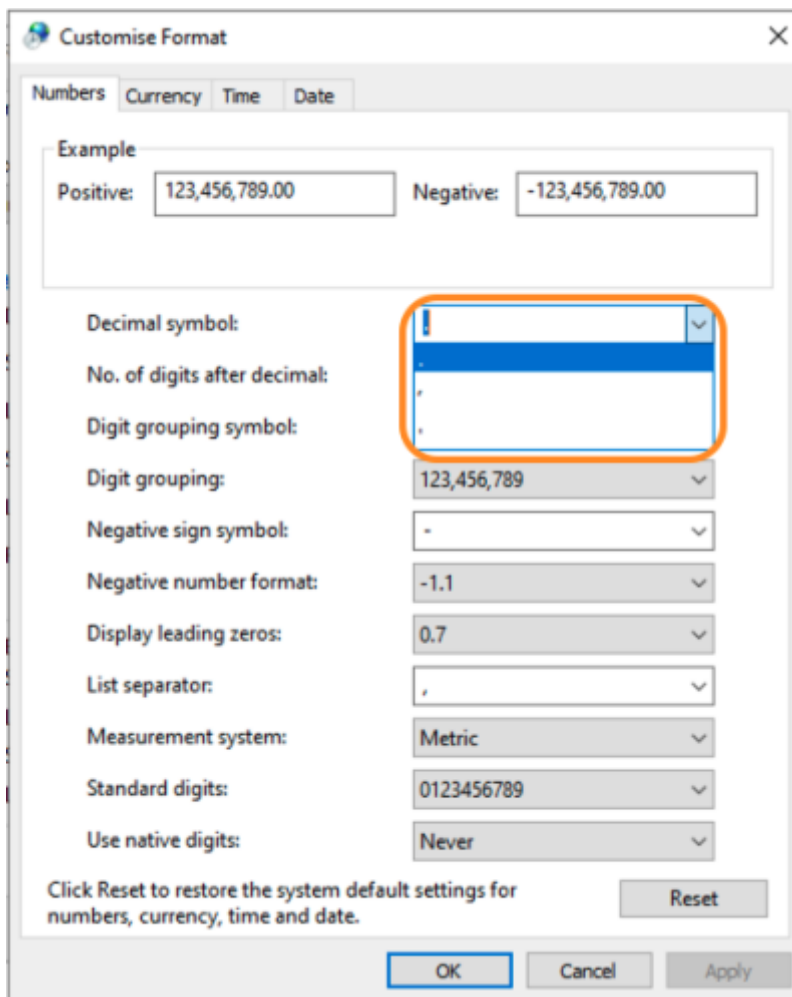 Customise Format
Numbers Currency Time Date
Example
Positive: 123,456,789.00 Negative: -123,456,789.00
Decimal symbol: .
.
No. of digits after decimal:
,
Digit grouping symbol:
Digit grouping: 123,456,789
Negative sign symbol: -
Negative number format: -1.1
Display leading zeros: 0.7
List separator: ,
Measurement system: Metric
Standard digits: 0123456789
Use native digits: Never
Click Reset to restore the system default settings for
numbers, currency, time and date.
Reset
OK Cancel Apply